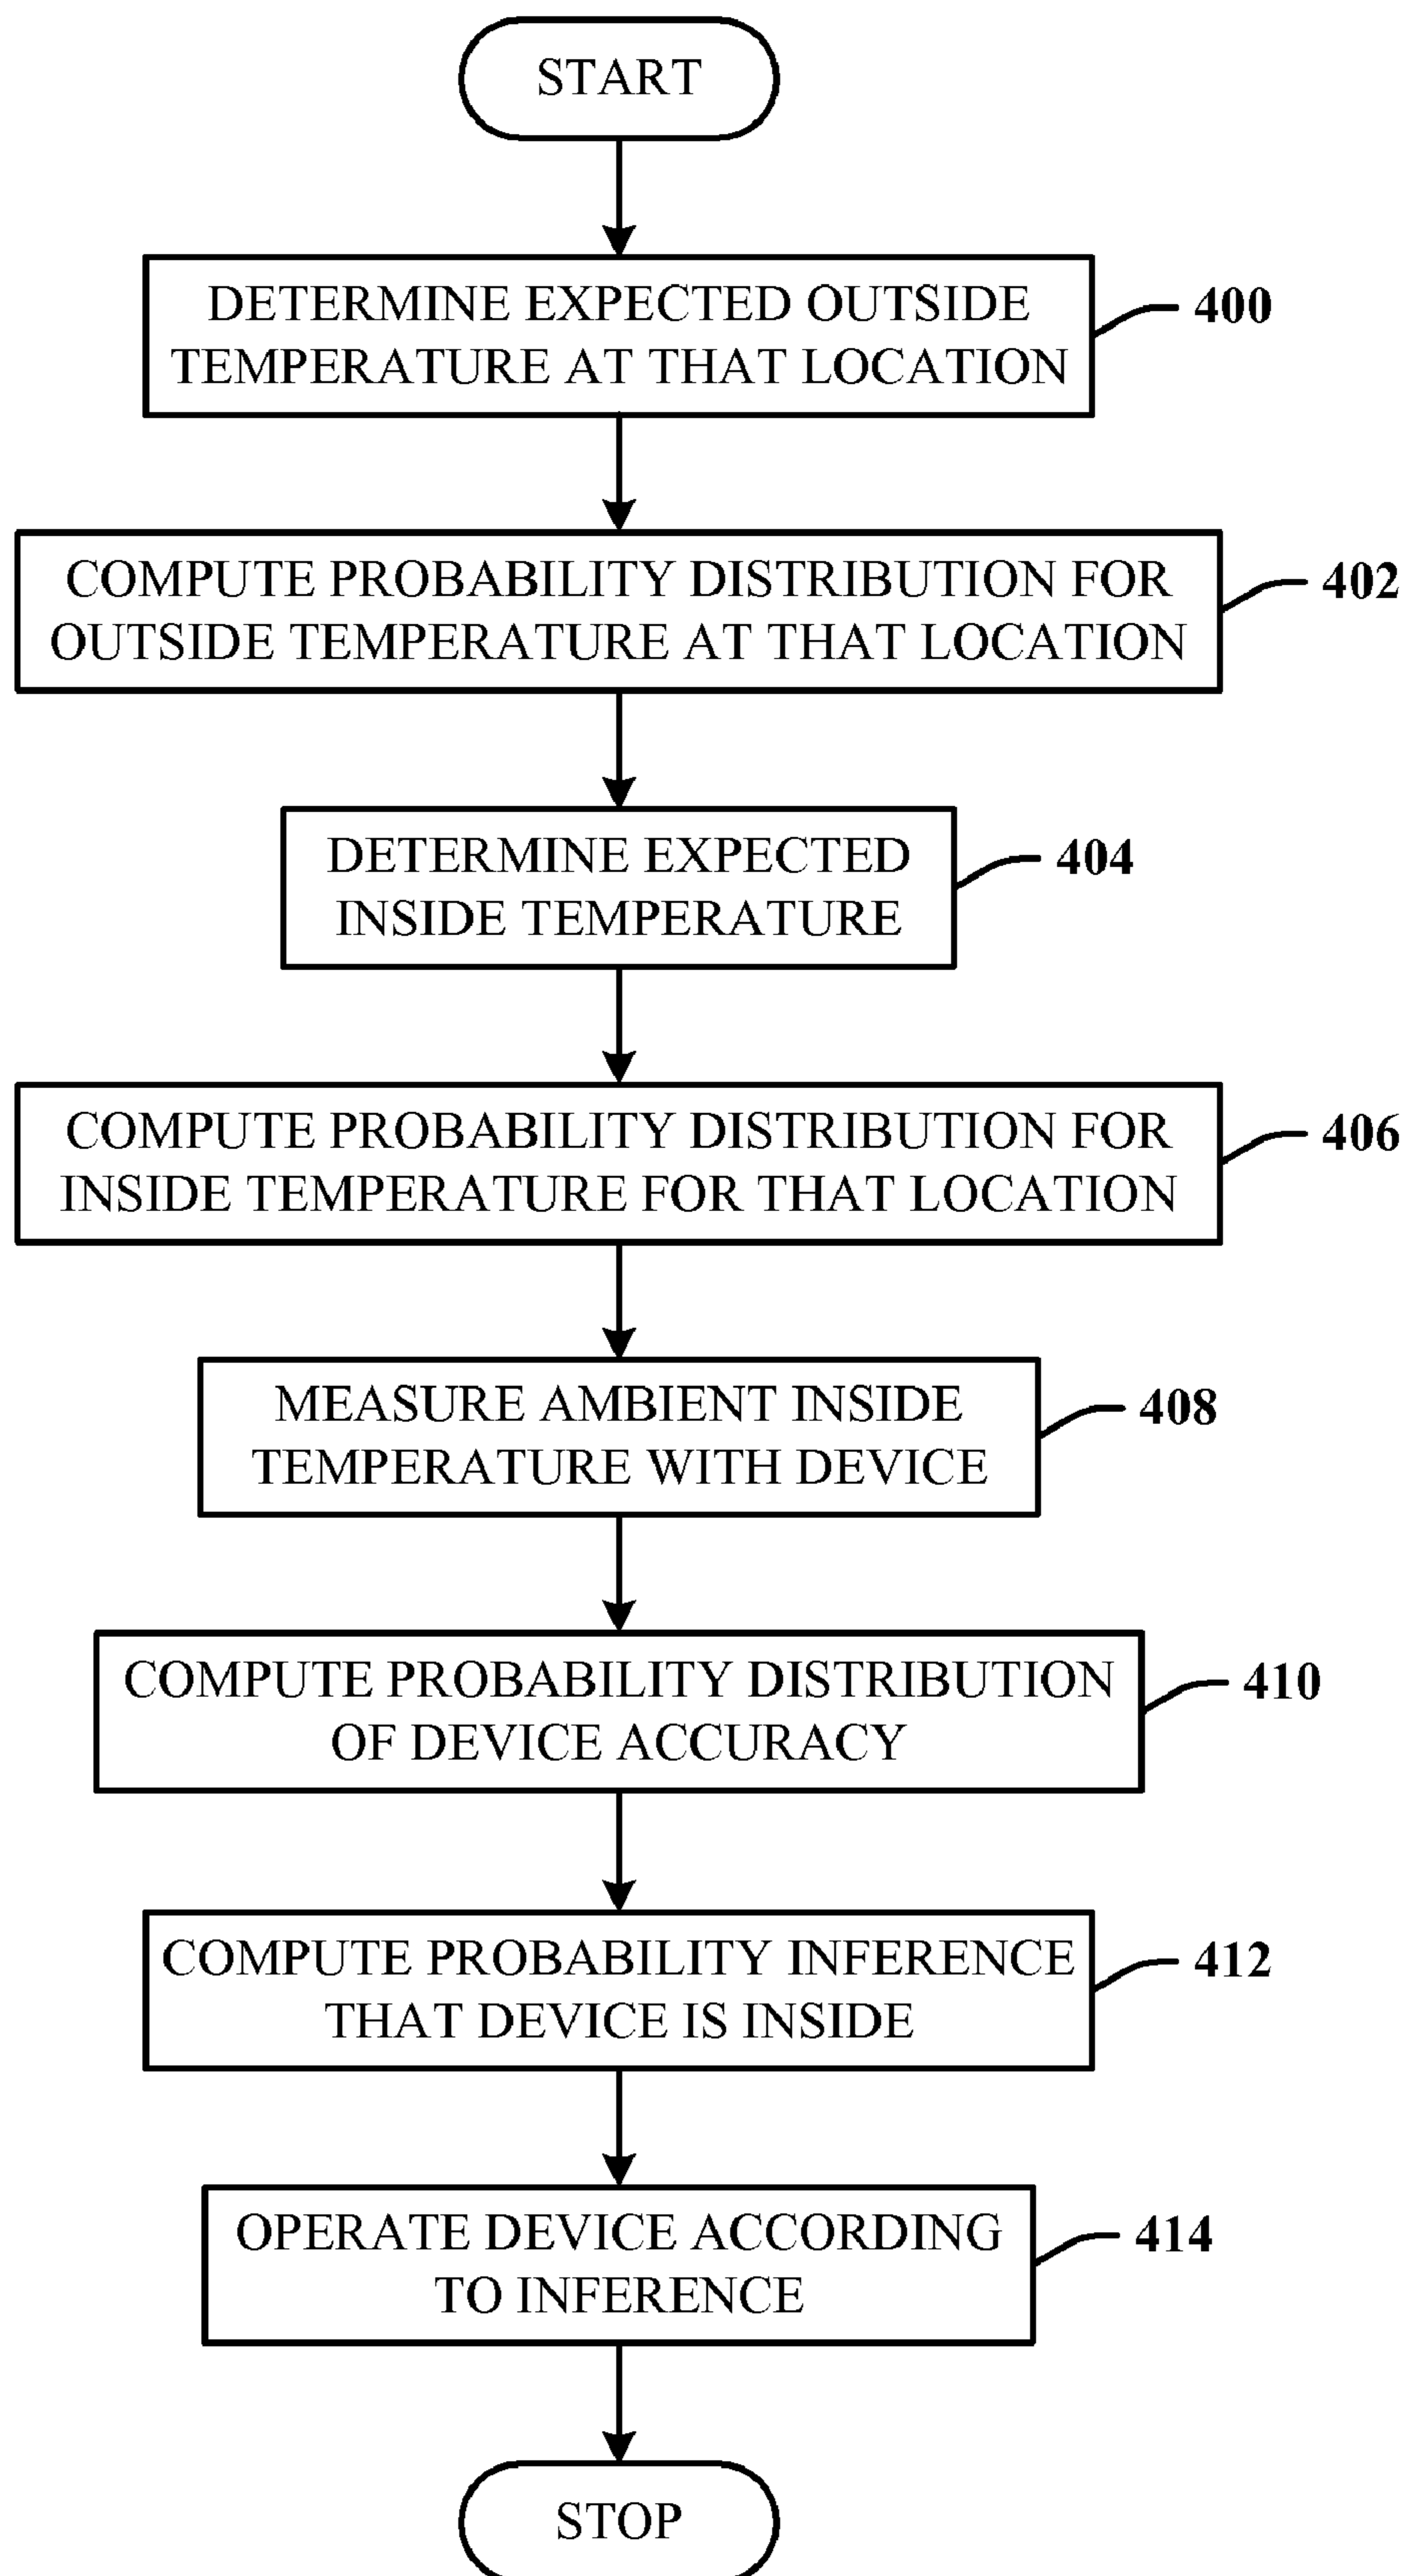 START
DETERMINE EXPECTED OUTSIDE
TEMPERATURE AT THAT LOCATION
400
COMPUTE PROBABILITY DISTRIBUTION FOR
OUTSIDE TEMPERATURE AT THAT LOCATION
402
DETERMINE EXPECTED
INSIDE TEMPERATURE
404
COMPUTE PROBABILITY DISTRIBUTION FOR
INSIDE TEMPERATURE FOR THAT LOCATION
406
MEASURE AMBIENT INSIDE
TEMPERATURE WITH DEVICE
408
COMPUTE PROBABILITY DISTRIBUTION
OF DEVICE ACCURACY
410
COMPUTE PROBABILITY INFERENCE
THAT DEVICE IS INSIDE
412
OPERATE DEVICE ACCORDING
TO INFERENCE
414
STOP